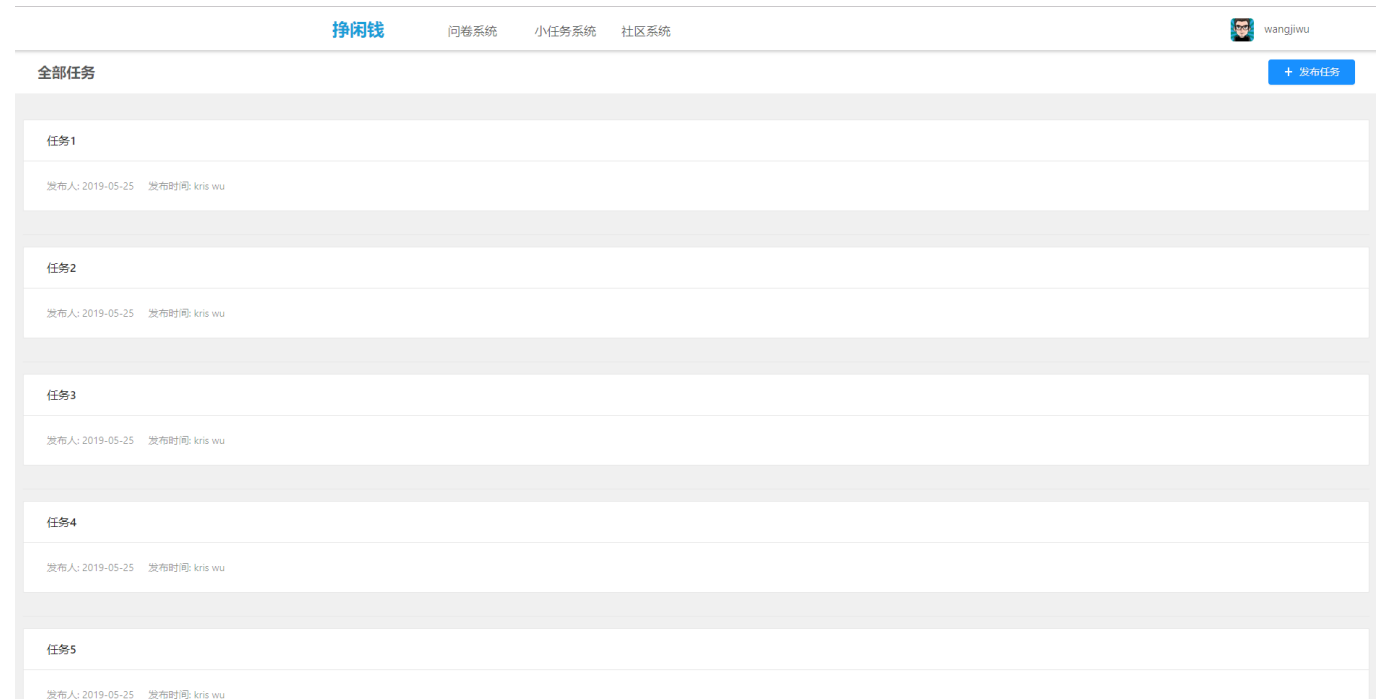 挣闲钱 问卷系统 小任务系统 社区系统 wangjiwu
全部任务 + 发布任务
任务1
发布人: 2019-05-25 发布时间: kris wu
任务2
发布人: 2019-05-25 发布时间: kris wu
任务3
发布人: 2019-05-25 发布时间: kris wu
任务4
发布人: 2019-05-25 发布时间: kris wu
任务5
发布人: 2019-05-25 发布时间: kris wu